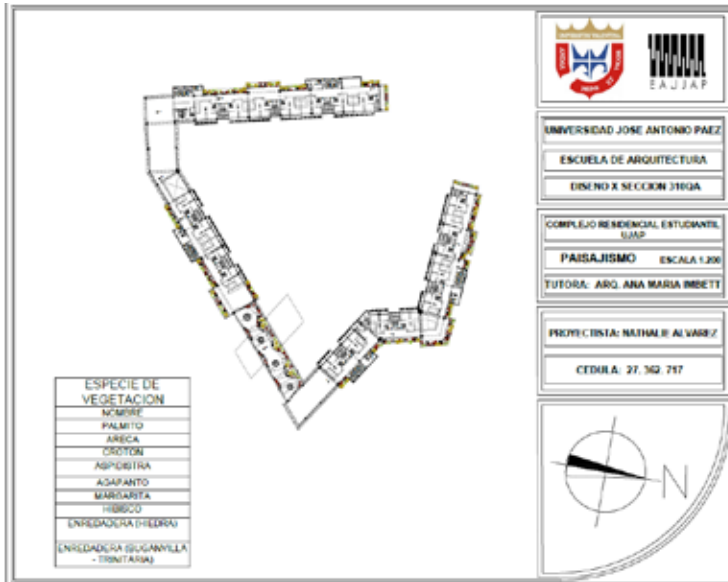 EAJJAP
UNIVERSIDAD JOSE ANTONIO PAEZ
ESCUELA DE ARQUITECTURA
DISENO X SECCION 310QA
COMPLEJO RESIDENCIAL ESTUDIANTIL
UJAP
PAISAJISMO ESCALA 1.200
TUTORA: ARQ. ANA MARIA IMBETT
PROYECTISTA: NATHALIE ALVAREZ
CEDULA: 27. 362. 717
N
ESPECIE DE
VEGETACION
NOMBRE
PALMITO
ARECA
CROTON
ASPIDISTRA
AGAPANTO
MARGARITA
HIBISCO
ENREDADERA (HIEDRA)
ENREDADERA (BUGANVILLA
- TRINITARIA)